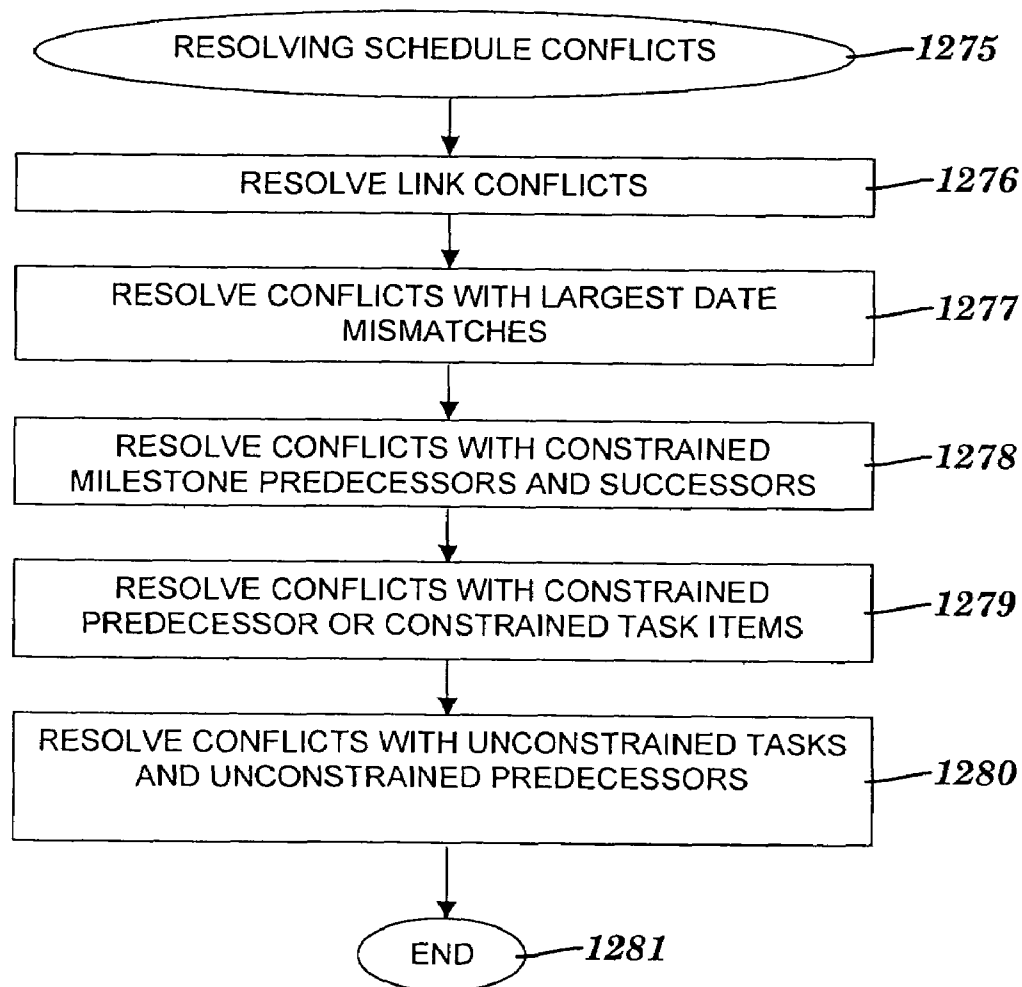 RESOLVING SCHEDULE CONFLICTS
1275
RESOLVE LINK CONFLICTS
1276
RESOLVE CONFLICTS WITH LARGEST DATE
MISMATCHES
1277
RESOLVE CONFLICTS WITH CONSTRAINED
MILESTONE PREDECESSORS AND SUCCESSORS
1278
RESOLVE CONFLICTS WITH CONSTRAINED
PREDECESSOR OR CONSTRAINED TASK ITEMS
1279
RESOLVE CONFLICTS WITH UNCONSTRAINED TASKS
AND UNCONSTRAINED PREDECESSORS
1280
END
1281